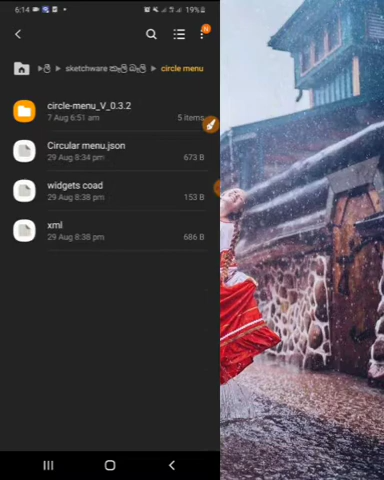 6:14
19%
N
ලි ▸ sketchware කැලි බෑලි ▸ circle menu
circle-menu_V_0.3.2
7 Aug 6:51 am 5 items
Circular menu.json
29 Aug 8:34 pm 673 B
widgets coad
29 Aug 8:38 pm 153 B
xml
29 Aug 8:38 pm 686 B